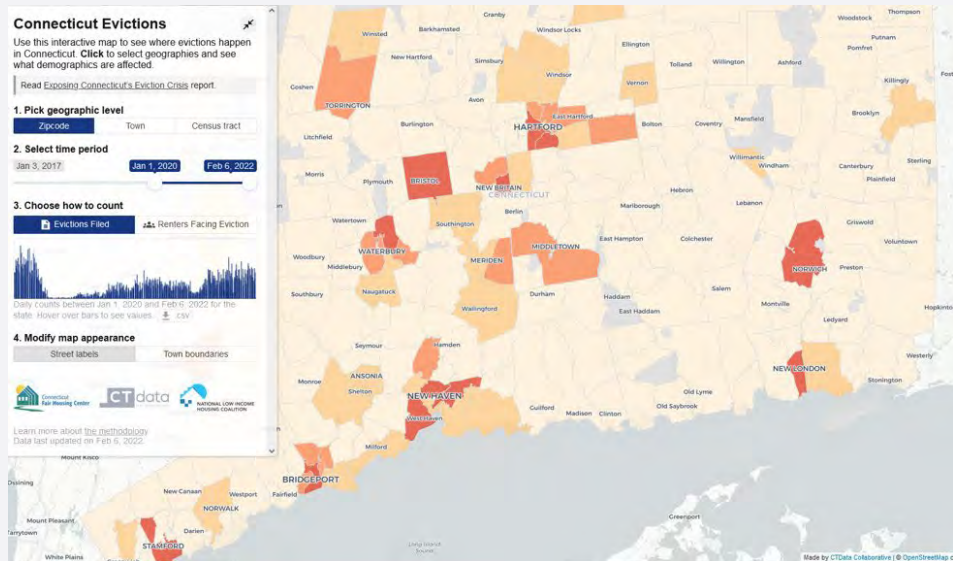 Connecticut Evictions
Use this interactive map to see where evictions happen
in Connecticut. Click to select geographies and see
what demographics are affected.
Read Exposing Connecticut's Eviction Crisis report.
1. Pick geographic level
Zipcode
Town
Census tract
2. Select time period
Jan 3, 2017
Jan 1, 2020
Feb 6, 2022
3. Choose how to count
Evictions Filed
Renters Facing Eviction
Daily counts between Jan 1, 2020 and Feb 6, 2022 for the
state. Hover over bars to see values.
.csv
4. Modify map appearance
Street labels
Town boundaries
Connecticut
Fair Housing Center
CT data
NATIONAL LOW INCOME
HOUSING COALITION
Learn more about the methodology
Data last updated on Feb 6, 2022.
Granby
Thompson
Woodstock
Winsted
Barkhamsted
Windsor Locks
Putnam
Ellington
Pomfret
New Hartford
Simsbury
Tolland
Willington
Ashford
Windsor
Killingly
Goshen
Vernon
TORRINGTON
Avon
Brooklyn
East Hartford
Burlington
HARTFORD
Bolton
Coventry
Mansfield
Litchfield
Willimantic
Windham
Canterbury
Sterling
Morris
Plymouth
BRISTOL
NEW BRITAIN
Plainfield
CONNECTICUT
Hebron
Berlin
Marlborough
Lebanon
Watertown
Southington
Griswold
Voluntown
WATERBURY
MIDDLETOWN
East Hampton
Colchester
Woodbury
Middlebury
MERIDEN
NORWICH
Preston
Southbury
Naugatuck
Durham
Haddam
Salem
Wallingford
East Haddam
Montville
Hopkinto
Ledyard
Seymour
Hamden
Westerly
Monroe
ANSONIA
Shelton
NEW LONDON
Stonington
NEW HAVEN
Old Lyme
West Haven
Guilford
Madison
Clinton
Old Saybrook
Milford
Mount Kisco
BRIDGEPORT
Ossining
New Canaan
Westport
Fairfield
NORWALK
Mount Pleasant
Darien
Greenport
Tarrytown
STAMFORD
Long Island
Sound
White Plains
Made by CTData Collaborative | © OpenStreetMap c